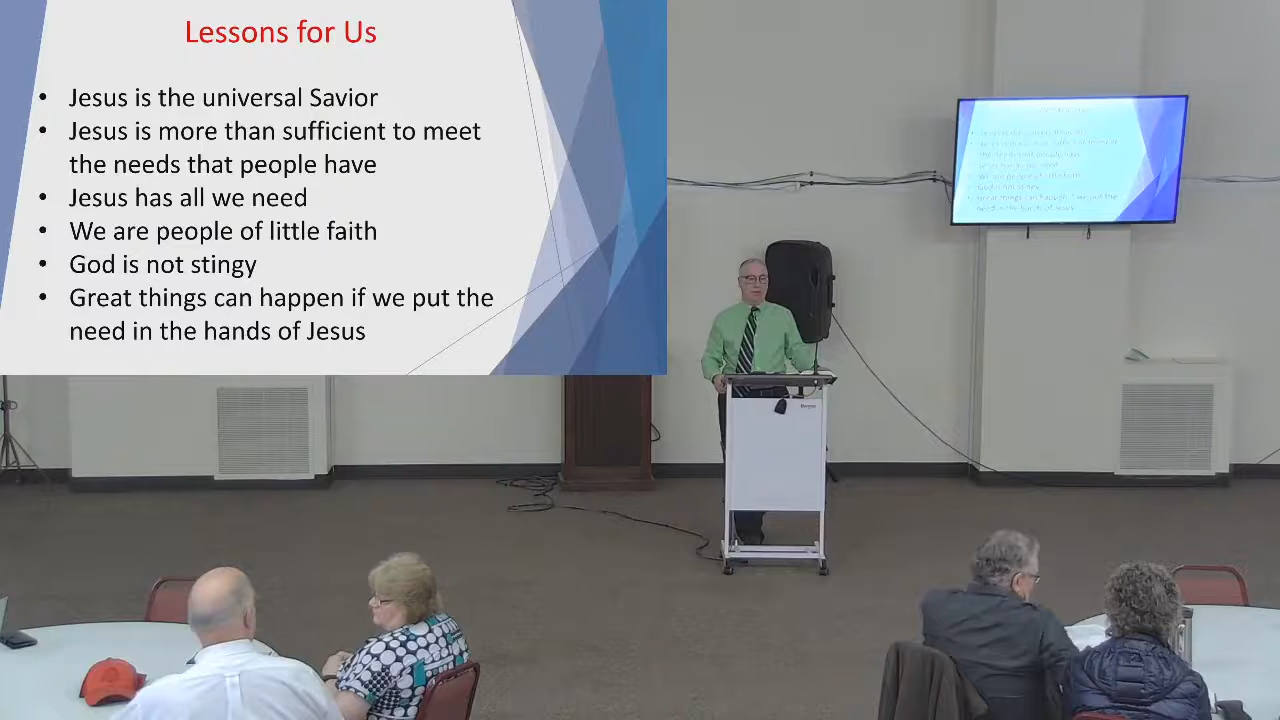 Lessons for Us
• Jesus is the universal Savior
• Jesus is more than sufficient to meet
the needs that people have
• Jesus has all we need
• We are people of little faith
• God is not stingy
• Great things can happen if we put the
need in the hands of Jesus